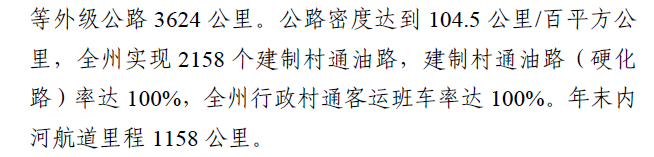 等外级公路 3624 公里。公路密度达到 104.5 公里/百平方公
里，全州实现 2158 个建制村通油路，建制村通油路（硬化
路）率达 100%，全州行政村通客运班车率达 100%。年末内
河航道里程 1158 公里。